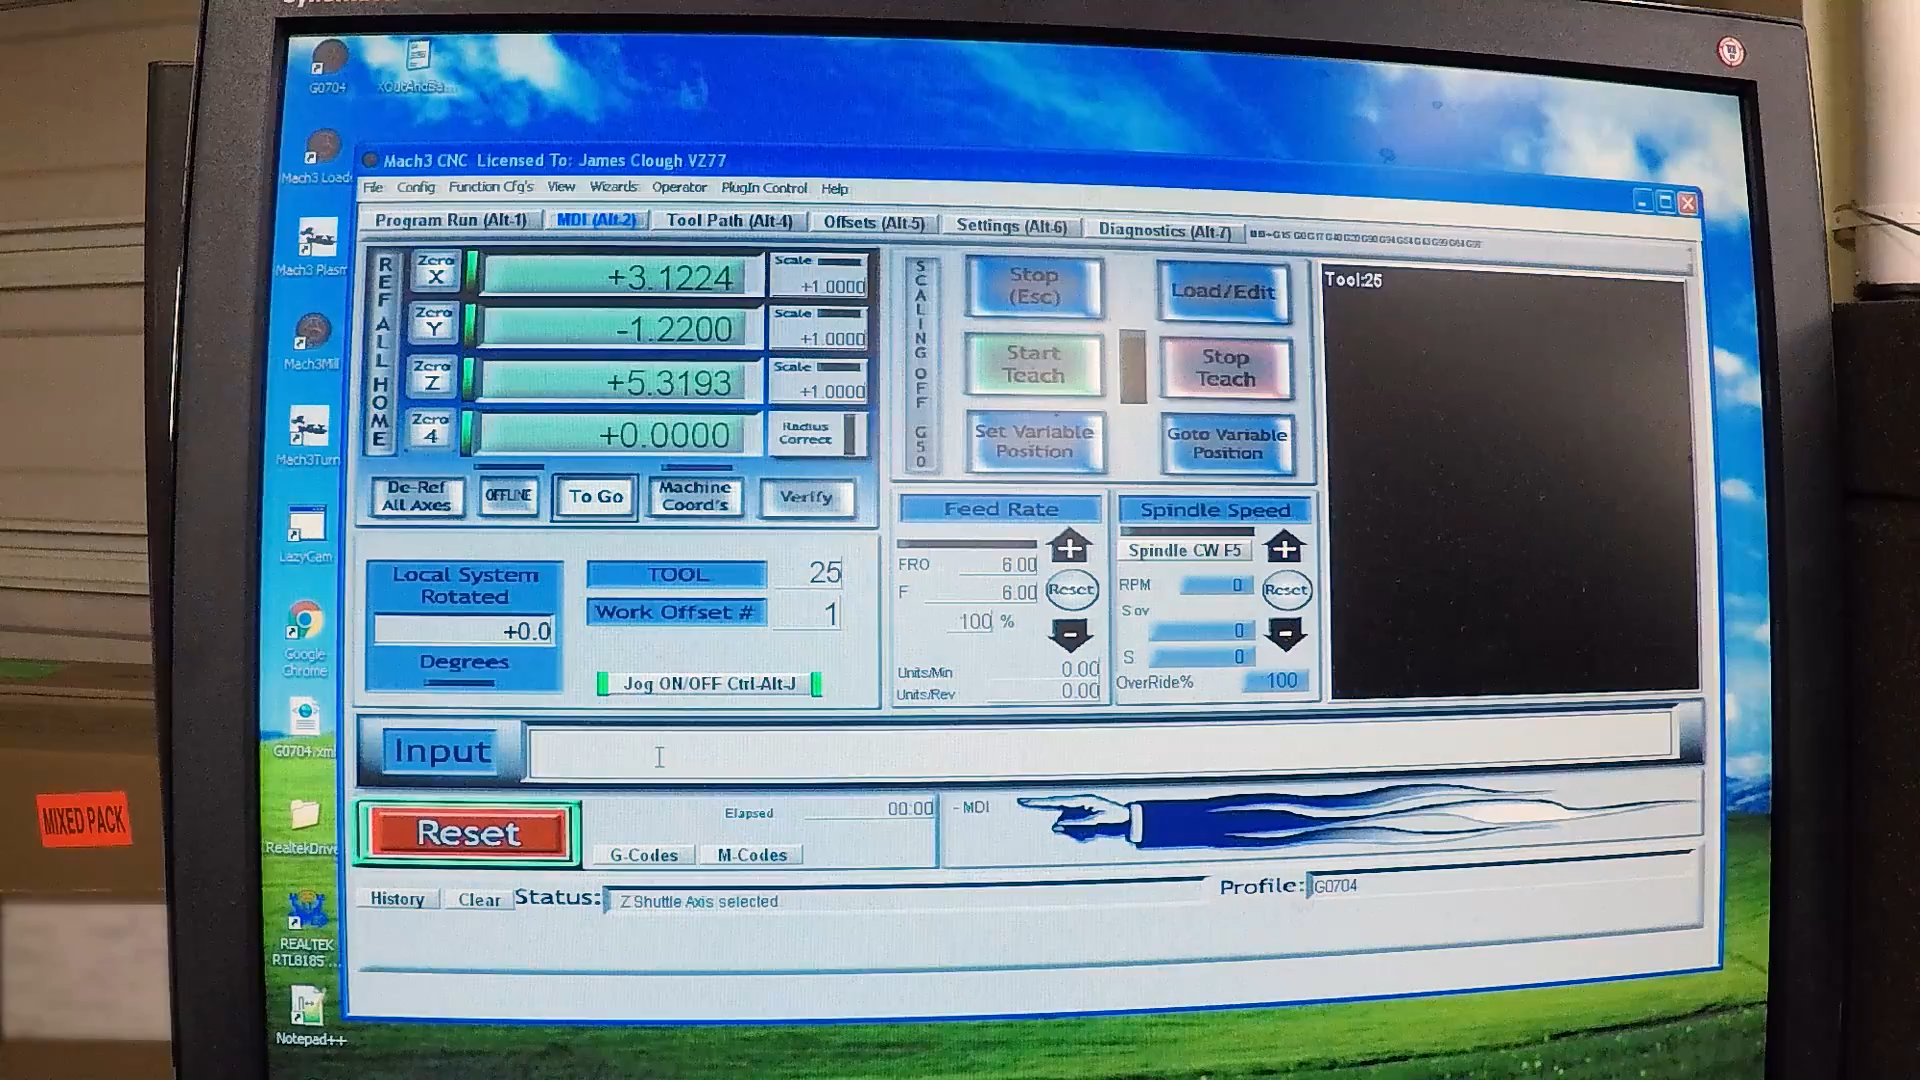 G0704
Mach3 CNC Licensed To: James Clough VZ77
File Config Function Cfg's View Wizards Operator PlugIn Control Help
Program Run (Alt-1) MDI (Alt-2) Tool Path (Alt-4) Offsets (Alt-5) Settings (Alt-6) Diagnostics (Alt-7)
REF ALL HOME
Zero X +3.1224 Scale +1.0000
Zero Y -1.2200 Scale +1.0000
Zero Z +5.3193 Scale +1.0000
Zero 4 +0.0000 Radius Correct
De-Ref All Axes OFFLINE To Go Machine Coord's Verify
SCALING OFF G50
Stop (Esc) Load/Edit
Start Teach Stop Teach
Set Variable Position Goto Variable Position
Tool:25
Local System Rotated
+0.0
Degrees
TOOL 25
Work Offset # 1
Jog ON/OFF Ctrl-Alt-J
Feed Rate
FRO 6.00
F 6.00
Reset
100 %
Units/Min 0.00
Units/Rev 0.00
Spindle Speed
Spindle CW F5
RPM 0
Reset
Sov 0
S 0
OverRide% 100
Input
Reset
Elapsed 00:00
G-Codes M-Codes
- MDI
History Clear Status: Z Shuttle Axis selected
Profile: G0704
Mach3 Load
Mach3 Plasm
Mach3Mill
Mach3Turn
LazyCam
Google
Chrome
G0704.xml
RealtekDrive
REALTEK
RTL8185 ...
Notepad++
MIXED PACK